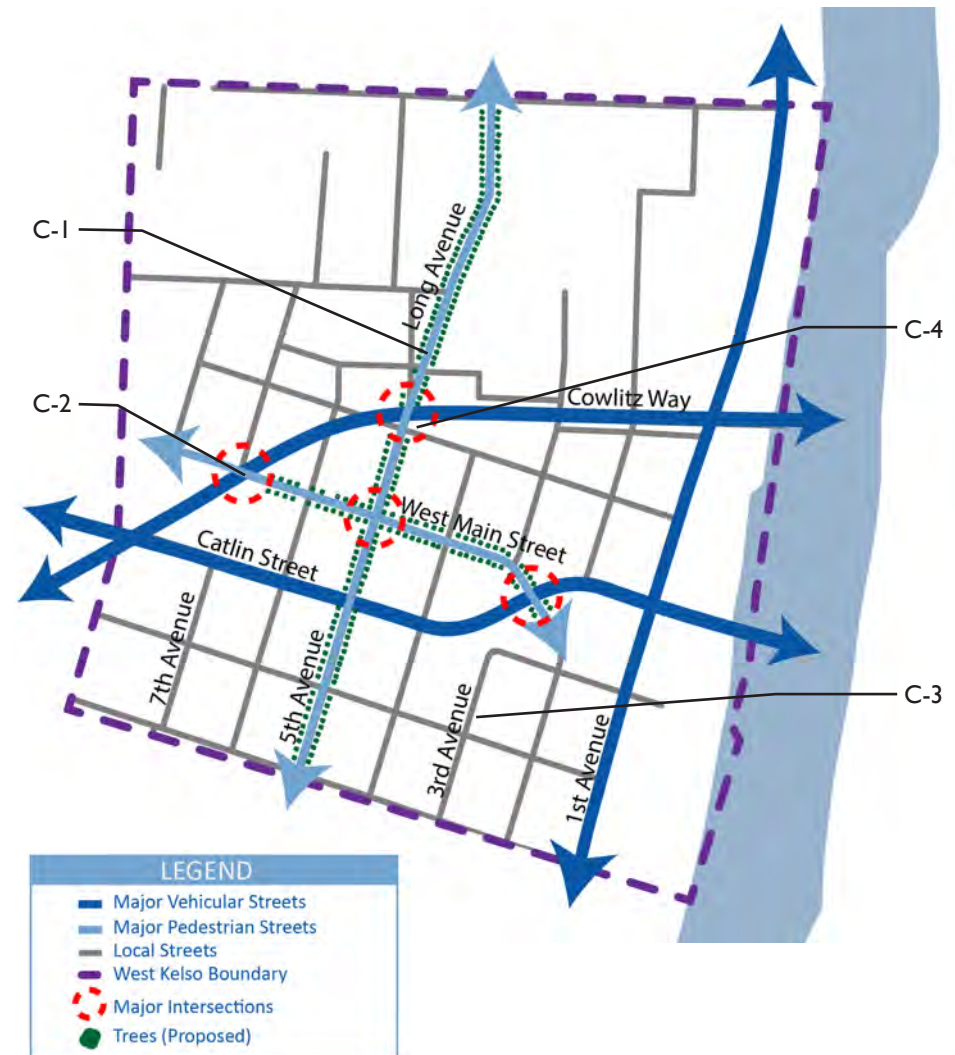 C-1
Long Avenue
C-4
C-2
Cowlitz Way
West Main Street
Catlin Street
7th Avenue
5th Avenue
3rd Avenue
C-3
1st Avenue
LEGEND
Major Vehicular Streets
Major Pedestrian Streets
Local Streets
West Kelso Boundary
Major Intersections
Trees (Proposed)